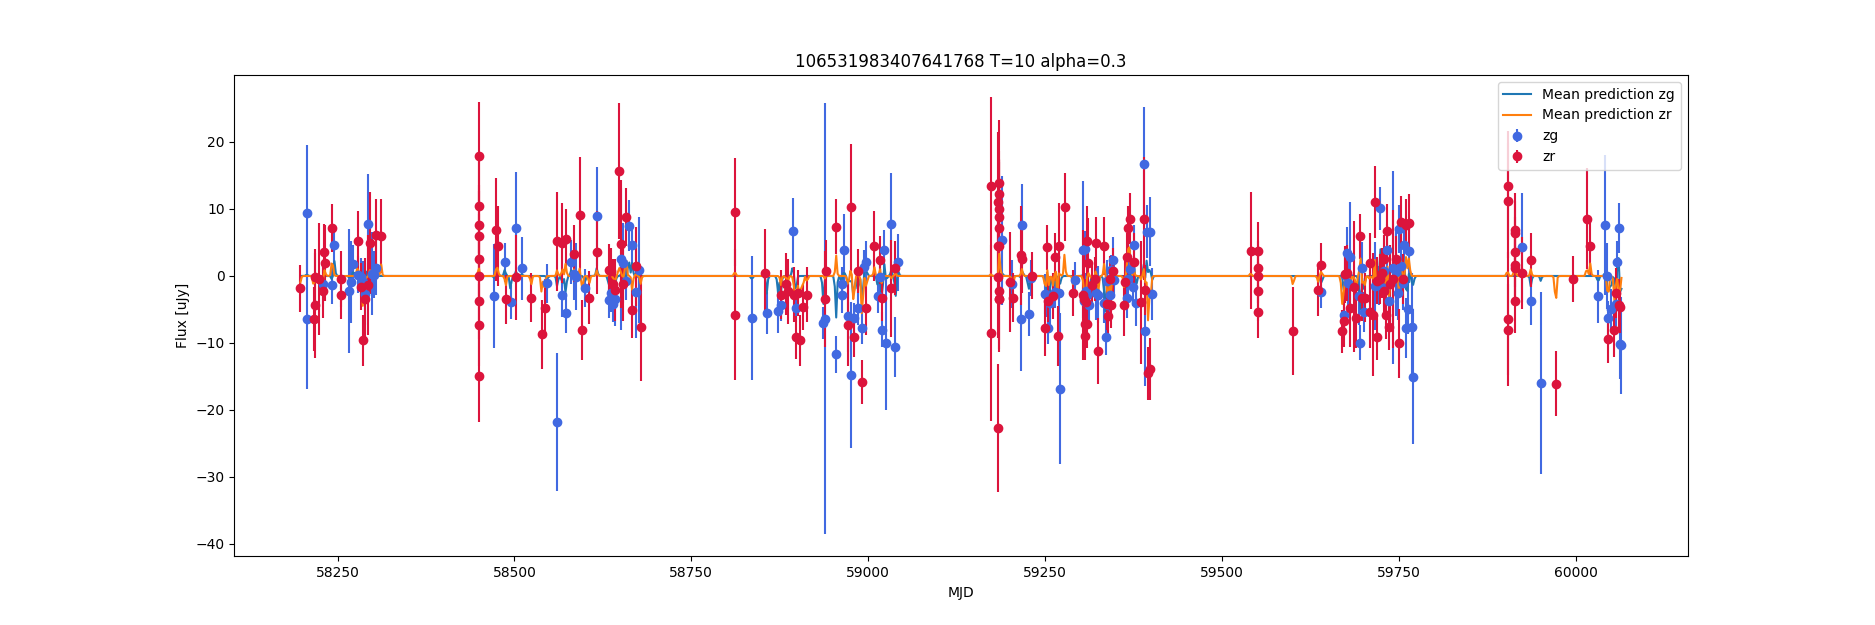 106531983407641768 T=10 alpha=0.3
Mean prediction zg
Mean prediction zr
zg
zr
Flux [uJy]
20
10
0
−10
−20
−30
−40
58250 58500 58750 59000 59250 59500 59750 60000
MJD